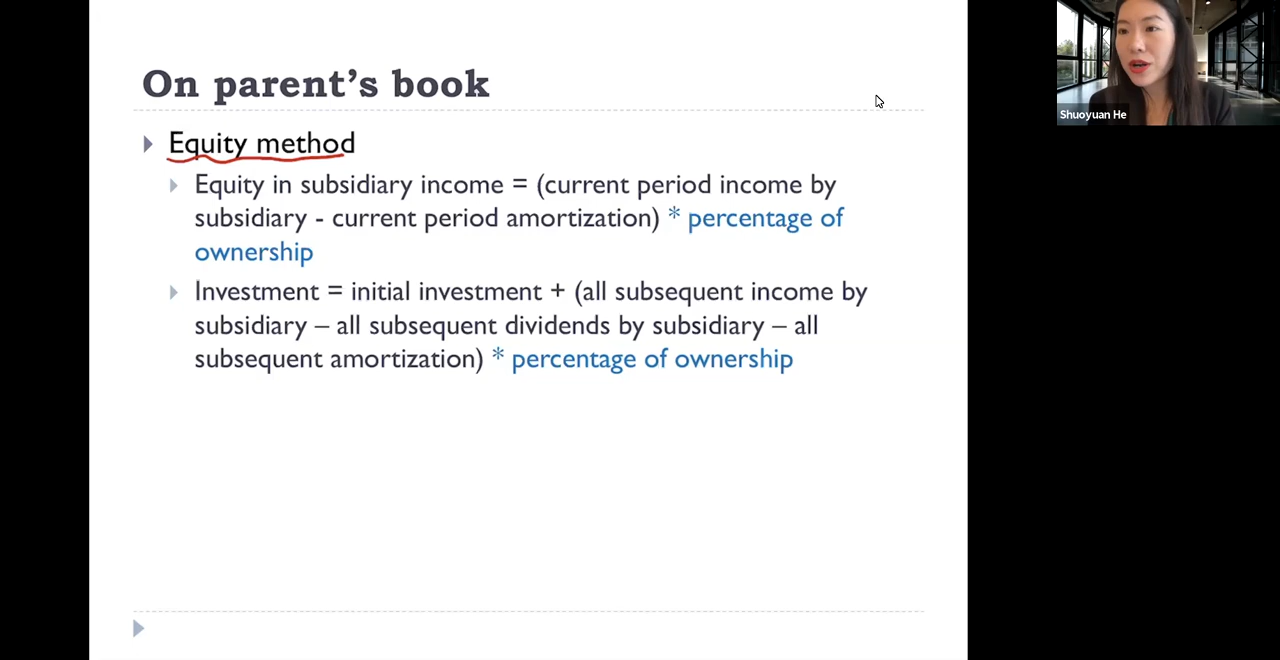 On parent's book
Equity method
Equity in subsidiary income = (current period income by
subsidiary - current period amortization) * percentage of
ownership
Investment = initial investment + (all subsequent income by
subsidiary – all subsequent dividends by subsidiary – all
subsequent amortization) * percentage of ownership
Shuoyuan He